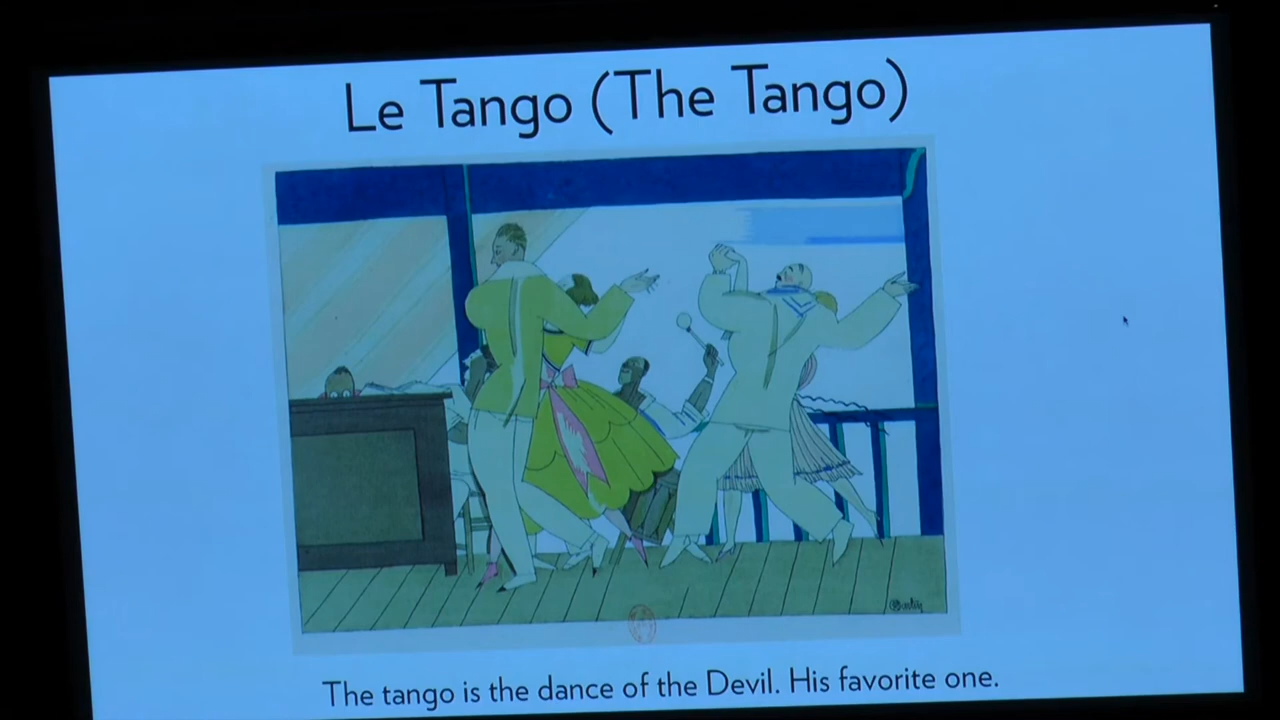 Le Tango (The Tango)
The tango is the dance of the Devil. His favorite one.